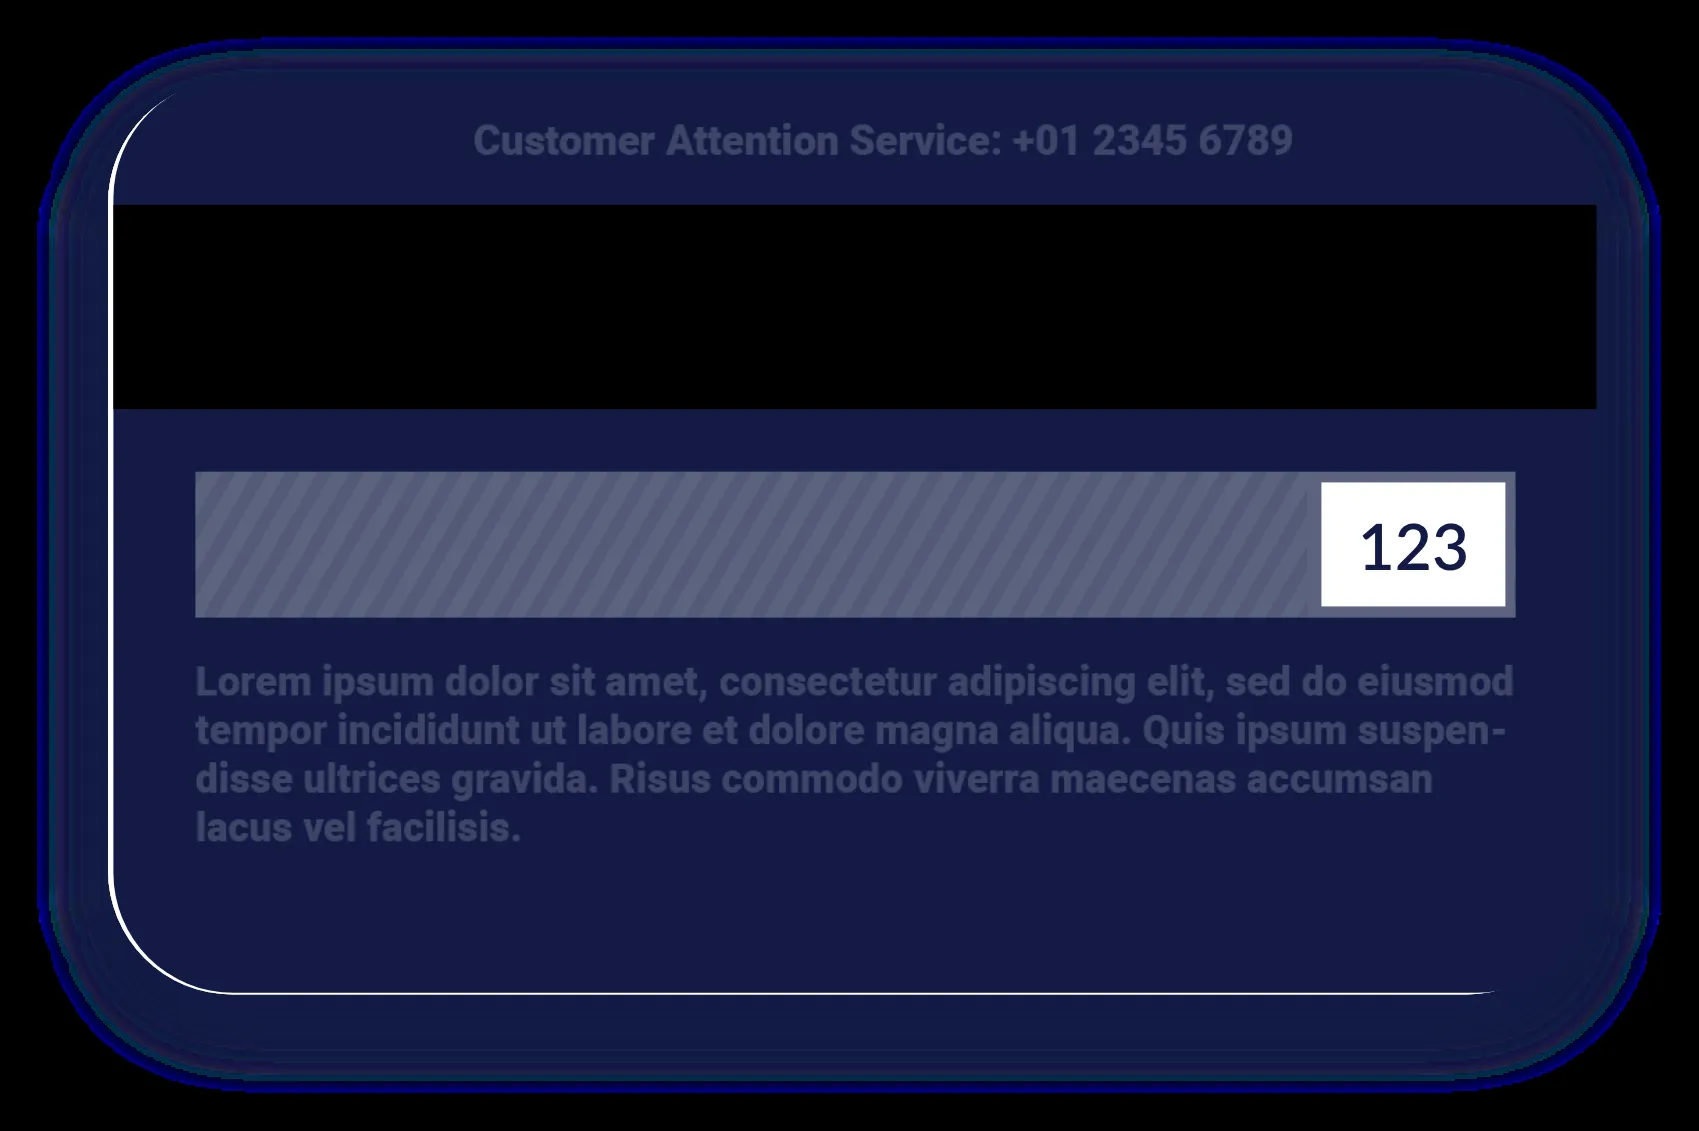 Customer Attention Service: +01 2345 6789
123
Lorem ipsum dolor sit amet, consectetur adipiscing elit, sed do eiusmod
tempor incididunt ut labore et dolore magna aliqua. Quis ipsum suspen-
disse ultrices gravida. Risus commodo viverra maecenas accumsan
lacus vel facilisis.